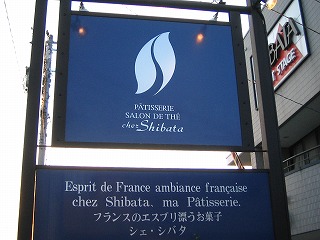 PÂTISSERIE
SALON DE THÉ
chez Shibata
Esprit de France ambiance française
chez Shibata, ma Pâtisserie.
フランスのエスプリ漂うお菓子
シェ・シバタ
STAGE